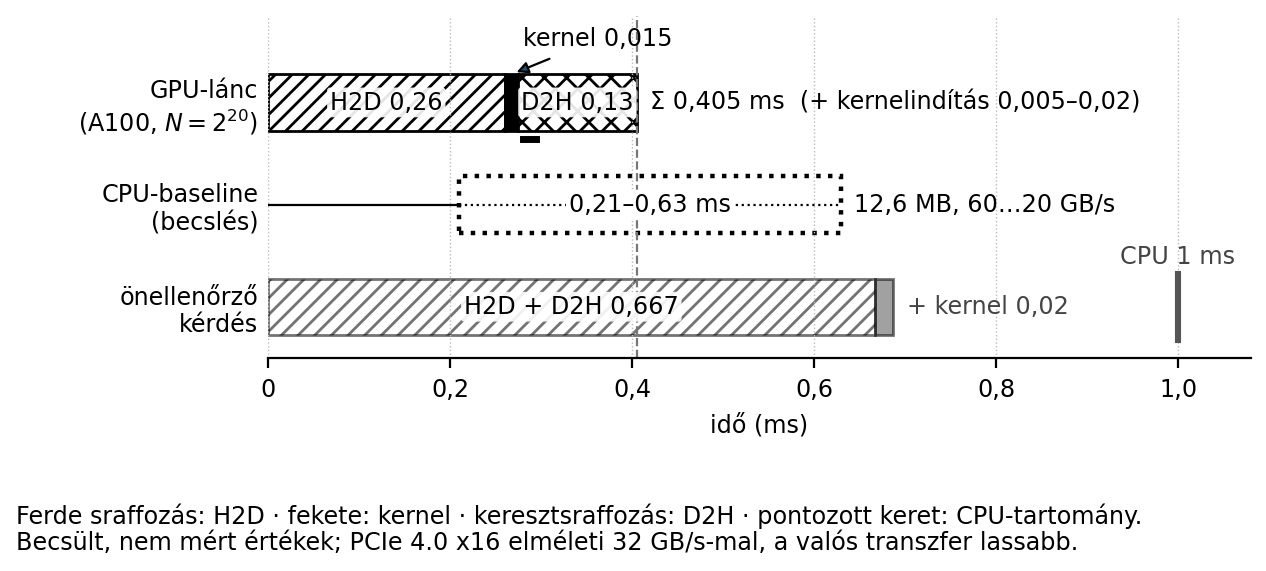 kernel 0,015
GPU-lánc
(A100, N = 2²⁰)
H2D 0,26
D2H 0,13
Σ 0,405 ms (+ kernelindítás 0,005–0,02)
CPU-baseline
(becslés)
0,21–0,63 ms
12,6 MB, 60…20 GB/s
CPU 1 ms
önellenőrző
kérdés
H2D + D2H 0,667
+ kernel 0,02
0
0,2
0,4
0,6
0,8
1,0
idő (ms)
Ferde sraffozás: H2D · fekete: kernel · keresztsraffozás: D2H · pontozott keret: CPU-tartomány.
Becsült, nem mért értékek; PCIe 4.0 x16 elméleti 32 GB/s-mal, a valós transzfer lassabb.